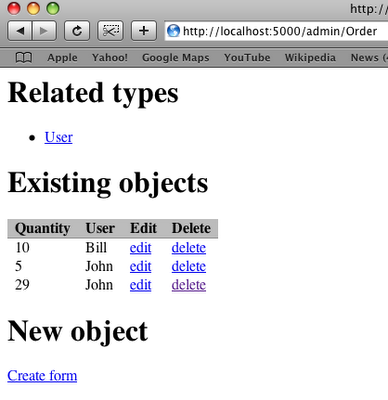 http://
http://localhost:5000/admin/Order
Apple Yahoo! Google Maps YouTube Wikipedia News
Related types
User
Existing objects
Quantity User Edit Delete
10 Bill edit delete
5 John edit delete
29 John edit delete
New object
Create form